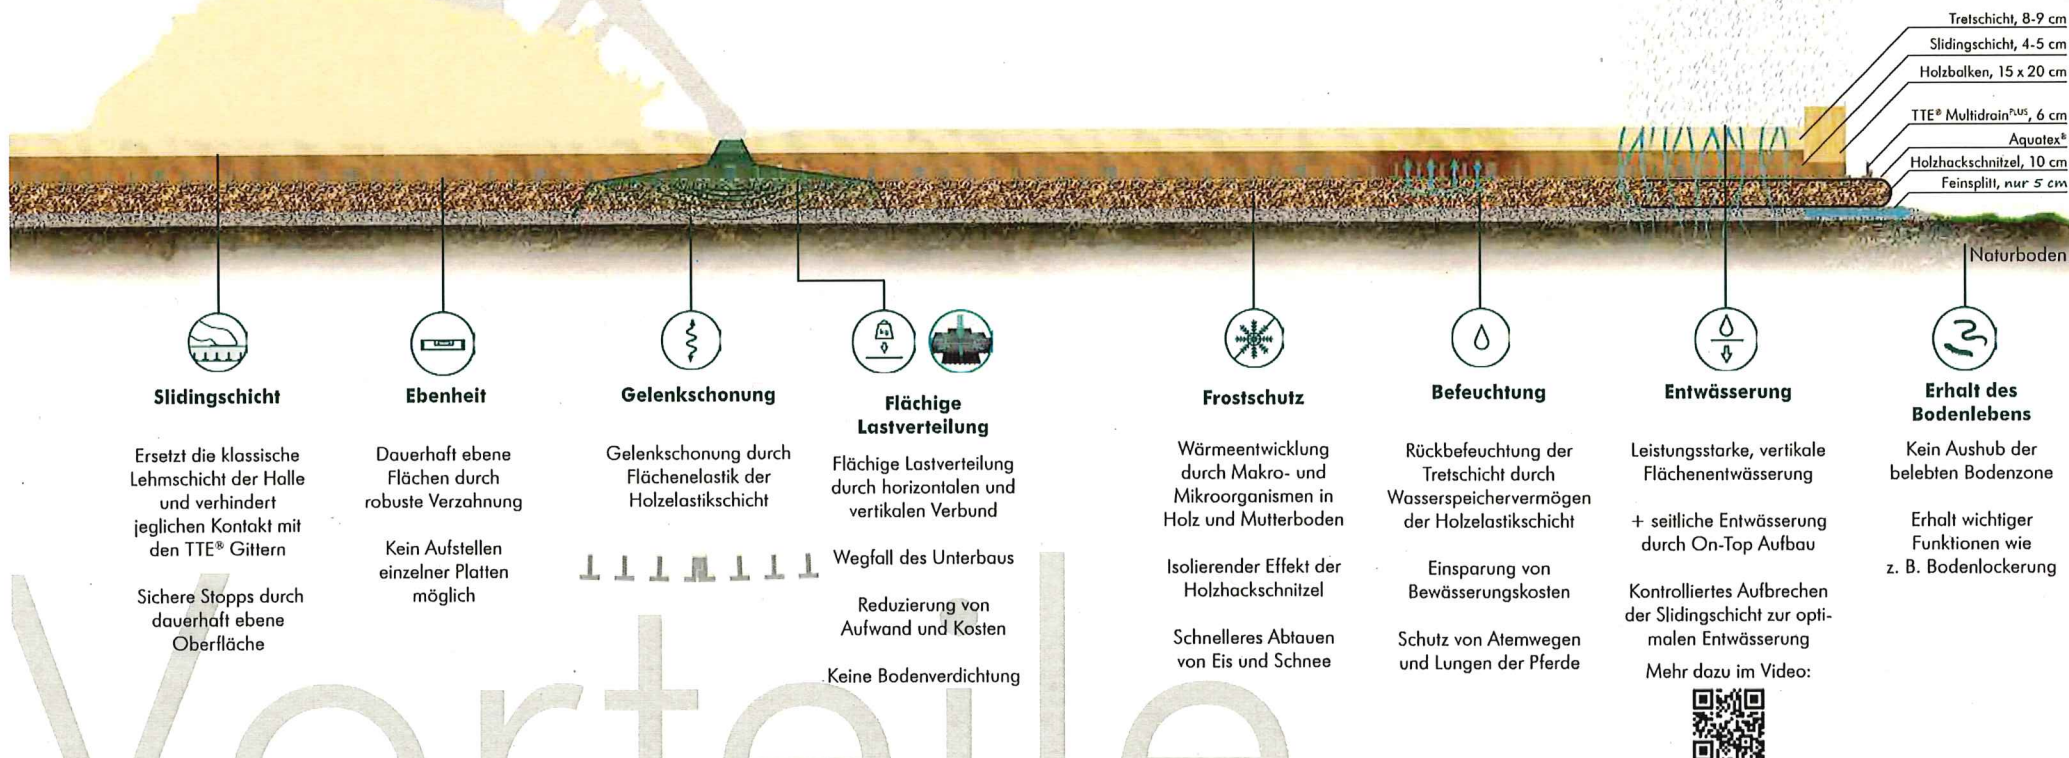 Tretschicht, 8-9 cm
Slidingschicht, 4-5 cm
Holzbalken, 15 x 20 cm
TTE® MultidrainPLUS, 6 cm
Aquatex®
Holzhackschnitzel, 10 cm
Feinsplitt, nur 5 cm
Naturboden
Slidingschicht
Ersetzt die klassische
Lehmschicht der Halle
und verhindert
jeglichen Kontakt mit
den TTE® Gittern
Sichere Stopps durch
dauerhaft ebene
Oberfläche
Ebenheit
Dauerhaft ebene
Flächen durch
robuste Verzahnung
Kein Aufstellen
einzelner Platten
möglich
Gelenkschonung
Gelenkschonung durch
Flächenelastik der
Holzelastikschicht
kg
Flächige
Lastverteilung
Flächige Lastverteilung
durch horizontalen und
vertikalen Verbund
Wegfall des Unterbaus
Reduzierung von
Aufwand und Kosten
Keine Bodenverdichtung
Frostschutz
Wärmeentwicklung
durch Makro- und
Mikroorganismen in
Holz und Mutterboden
Isolierender Effekt der
Holzhackschnitzel
Schnelleres Abtauen
von Eis und Schnee
Befeuchtung
Rückbefeuchtung der
Tretschicht durch
Wasserspeichervermögen
der Holzelastikschicht
Einsparung von
Bewässerungskosten
Schutz von Atemwegen
und Lungen der Pferde
Entwässerung
Leistungsstarke, vertikale
Flächenentwässerung
+ seitliche Entwässerung
durch On-Top Aufbau
Kontrolliertes Aufbrechen
der Slidingschicht zur opti-
malen Entwässerung
Mehr dazu im Video:
Erhalt des
Bodenlebens
Kein Aushub der
belebten Bodenzone
Erhalt wichtiger
Funktionen wie
z. B. Bodenlockerung
Vorteile